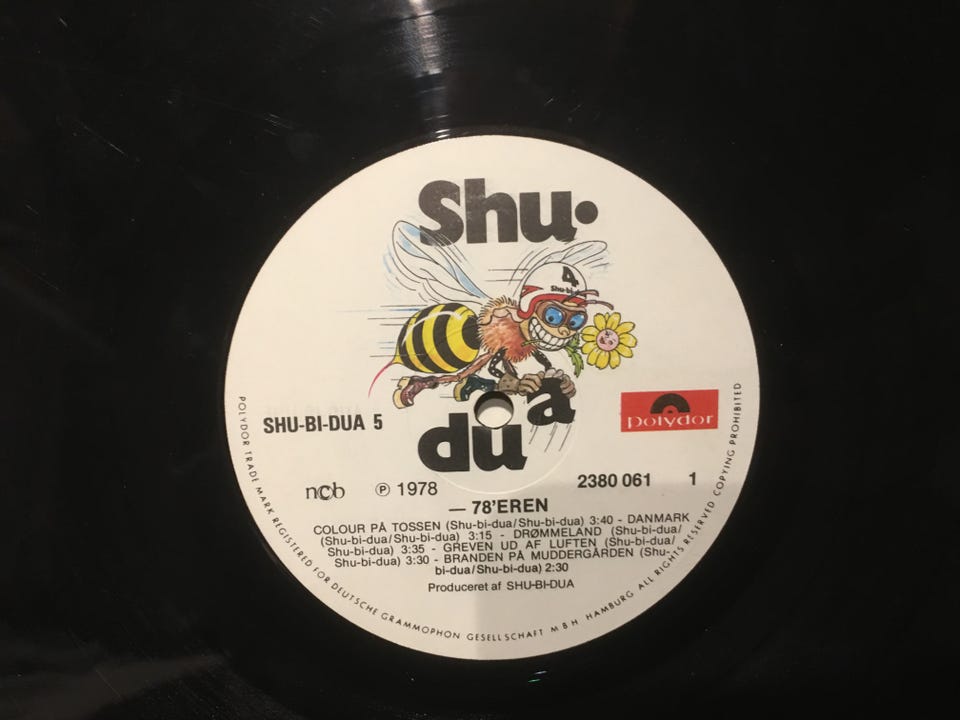 Shu•
4
Shu-bi-d
a
du
SHU-BI-DUA 5
polydor
ncb ℗ 1978
2380 061 1
— 78'EREN
COLOUR PÅ TOSSEN (Shu-bi-dua/Shu-bi-dua) 3:40 - DANMARK
(Shu-bi-dua/Shu-bi-dua) 3:15 - DRØMMELAND (Shu-bi-dua/
Shu-bi-dua) 3:35 - GREVEN UD AF LUFTEN (Shu-bi-dua/
Shu-bi-dua) 3:30 - BRANDEN PÅ MUDDERGÅRDEN (Shu-
bi-dua/Shu-bi-dua) 2:30
Produceret af SHU-BI-DUA
POLYDOR TRADE MARK REGISTERED FOR DEUTSCHE GRAMMOPHON GESELLSCHAFT MBH HAMBURG ALL RIGHTS RESERVED COPYING PROHIBITED